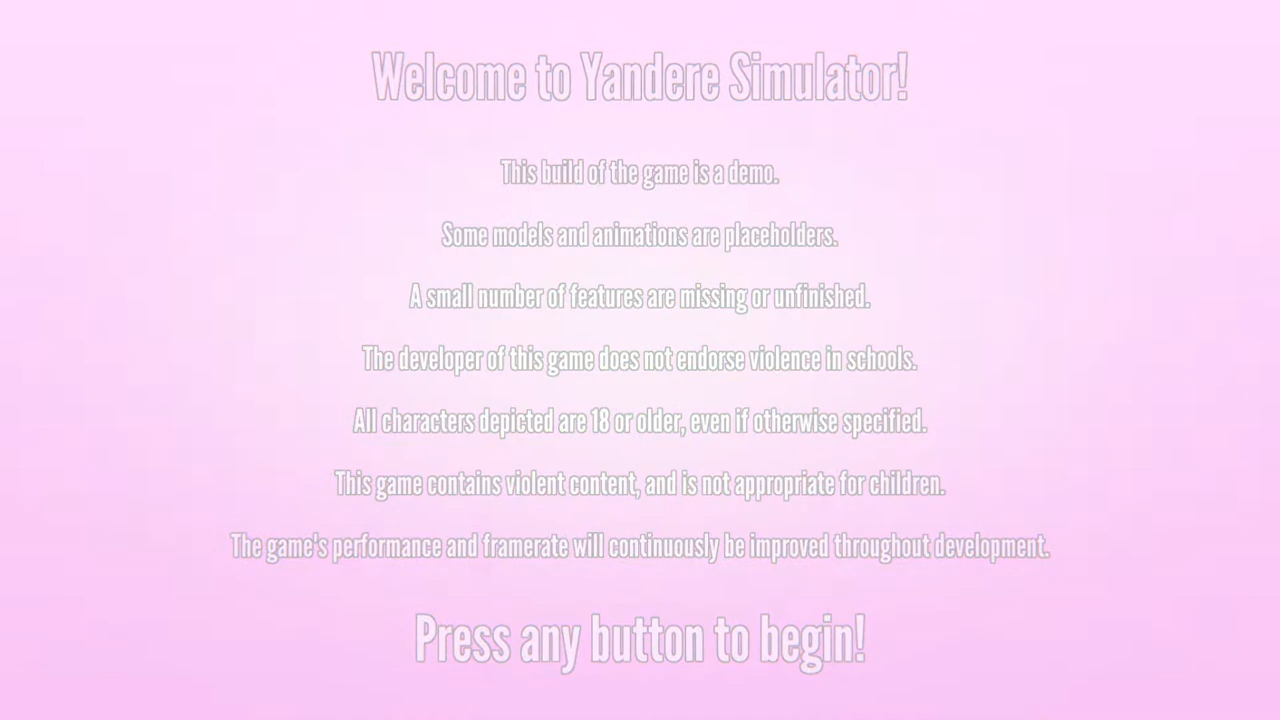 Welcome to Yandere Simulator!
This build of the game is a demo.
Some models and animations are placeholders.
A small number of features are missing or unfinished.
The developer of this game does not endorse violence in schools.
All characters depicted are 18 or older, even if otherwise specified.
This game contains violent content, and is not appropriate for children.
The game's performance and framerate will continuously be improved throughout development.
Press any button to begin!